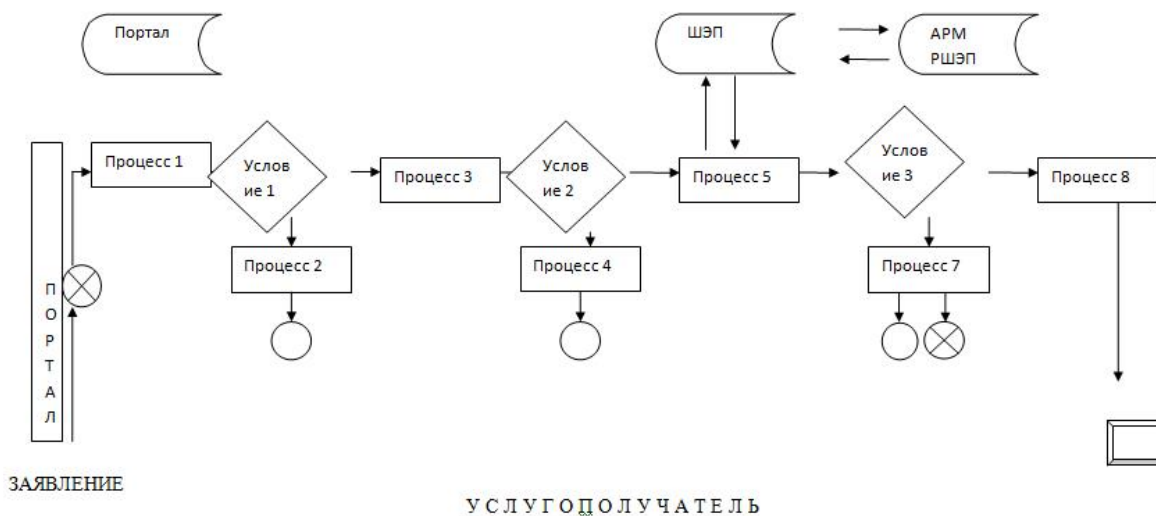 Портал
ШЭП
АРМ
РШЭП
Процесс 1
Услов
ие 1
Процесс 3
Услов
ие 2
Процесс 5
Услов
ие 3
Процесс 8
Процесс 2
Процесс 4
Процесс 7
П
О
Р
Т
А
Л
ЗАЯВЛЕНИЕ
У С Л У Г О П О Л У Ч А Т Е Л Ь